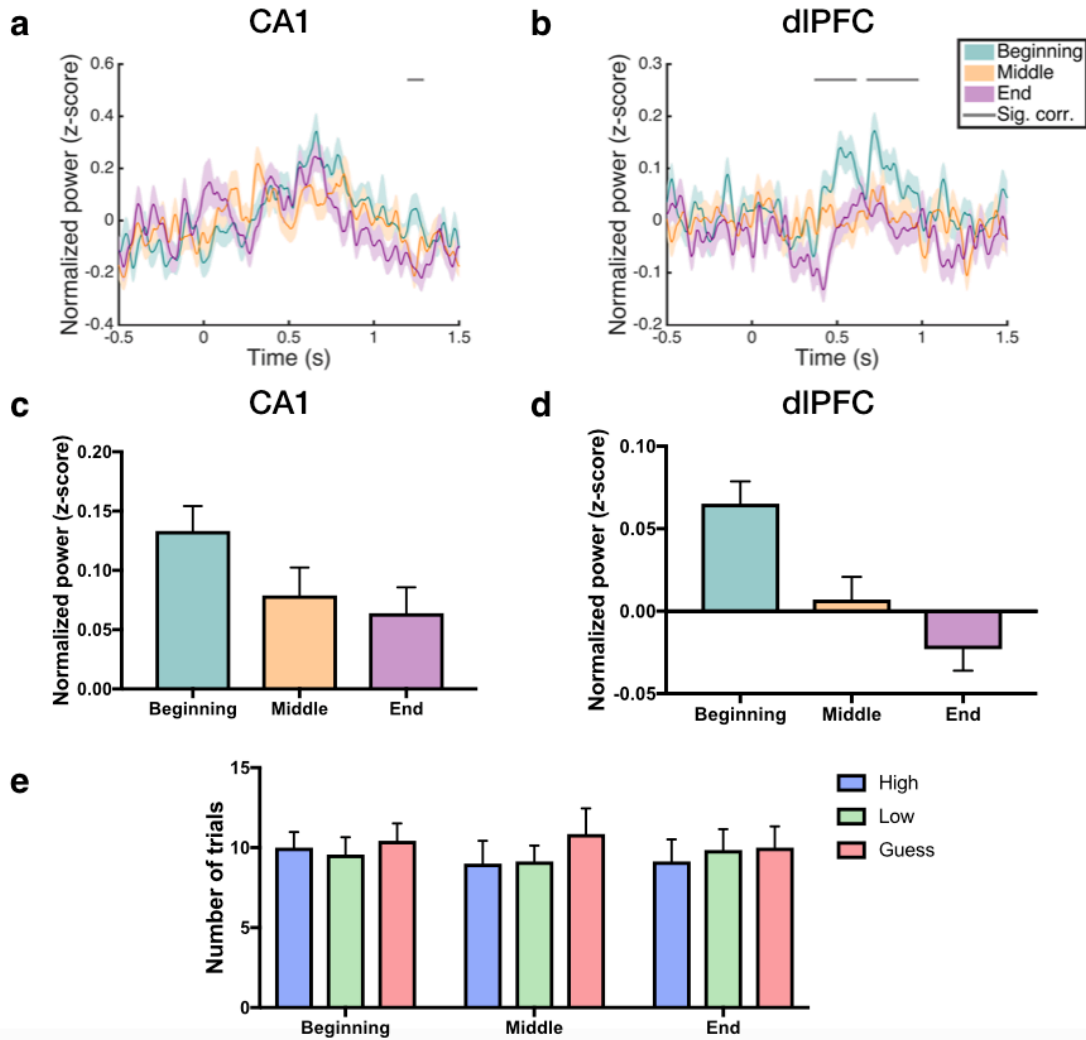 a CA1
b dlPFC
Normalized power (z-score)
0.6
0.4
0.2
0
-0.2
-0.4
-0.5 0 0.5 1 1.5
Time (s)
Normalized power (z-score)
0.3
0.2
0.1
0
-0.1
-0.2
-0.5 0 0.5 1 1.5
Time (s)
Beginning
Middle
End
Sig. corr.
c CA1
Normalized power (z-score)
0.20
0.15
0.10
0.05
0.00
Beginning Middle End
d dlPFC
Normalized power (z-score)
0.10
0.05
0.00
-0.05
Beginning Middle End
e
Number of trials
15
10
5
0
Beginning Middle End
High
Low
Guess